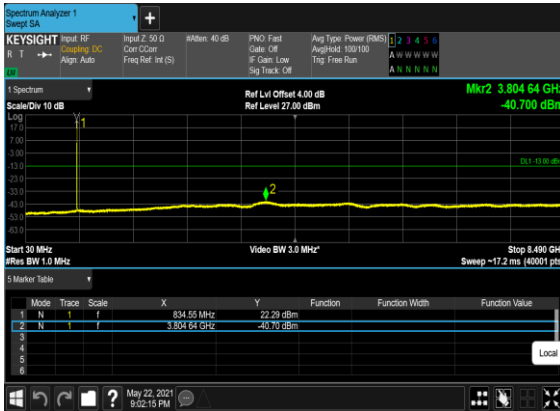 Spectrum Analyzer 1
Swept SA
+
KEYSIGHT Input: RF Input Z: 50 Ω #Atten: 40 dB PNO: Fast Avg Type: Power (RMS) 1 2 3 4 5 6
R T Coupling: DC Corr CCorr Gate: Off Avg|Hold: 100/100 A W W W W W
Align: Auto Freq Ref: Int (S) IF Gain: Low Trig: Free Run
Sig Track: Off A N N N N N
1 Spectrum Ref Lvl Offset 4.00 dB Mkr2 3.804 64 GHz
Scale/Div 10 dB Ref Level 27.00 dBm -40.700 dBm
Log
17.0
7.00
-3.00
-13.0 DL1 -13.00 dBm
-23.0
-33.0
-43.0
-53.0
-63.0
1
2
Start 30 MHz Video BW 3.0 MHz* Stop 8.490 GHz
#Res BW 1.0 MHz Sweep ~17.2 ms (40001 pts)
5 Marker Table
Mode Trace Scale X Y Function Function Width Function Value
1 N 1 f 834.55 MHz 22.29 dBm
2 N 1 f 3.804 64 GHz -40.70 dBm
3
4
5
6
Local
? May 22, 2021
9:02:15 PM